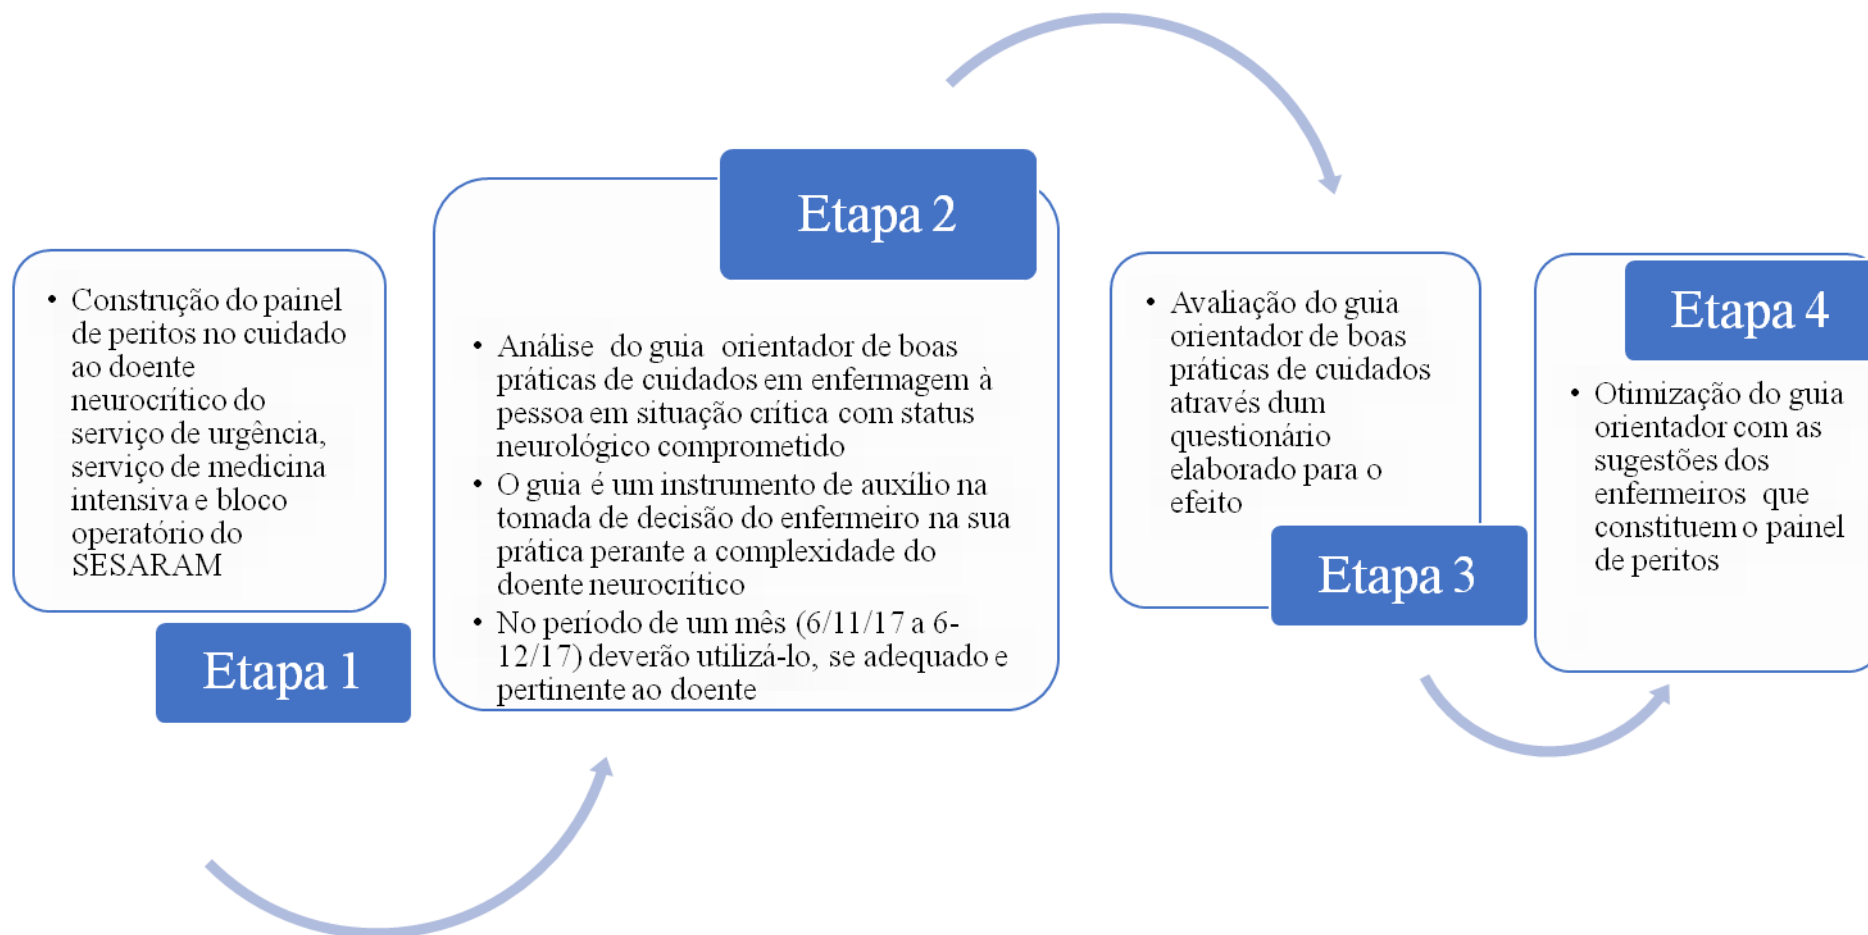 • Construção do painel
de peritos no cuidado
ao doente
neurocrítico do
serviço de urgência,
serviço de medicina
intensiva e bloco
operatório do
SESARAM
Etapa 1
Etapa 2
• Análise do guia orientador de boas
práticas de cuidados em enfermagem à
pessoa em situação crítica com status
neurológico comprometido
• O guia é um instrumento de auxílio na
tomada de decisão do enfermeiro na sua
prática perante a complexidade do
doente neurocrítico
• No período de um mês (6/11/17 a 6-
12/17) deverão utilizá-lo, se adequado e
pertinente ao doente
• Avaliação do guia
orientador de boas
práticas de cuidados
através dum
questionário
elaborado para o
efeito
Etapa 3
Etapa 4
• Otimização do guia
orientador com as
sugestões dos
enfermeiros que
constituem o painel
de peritos